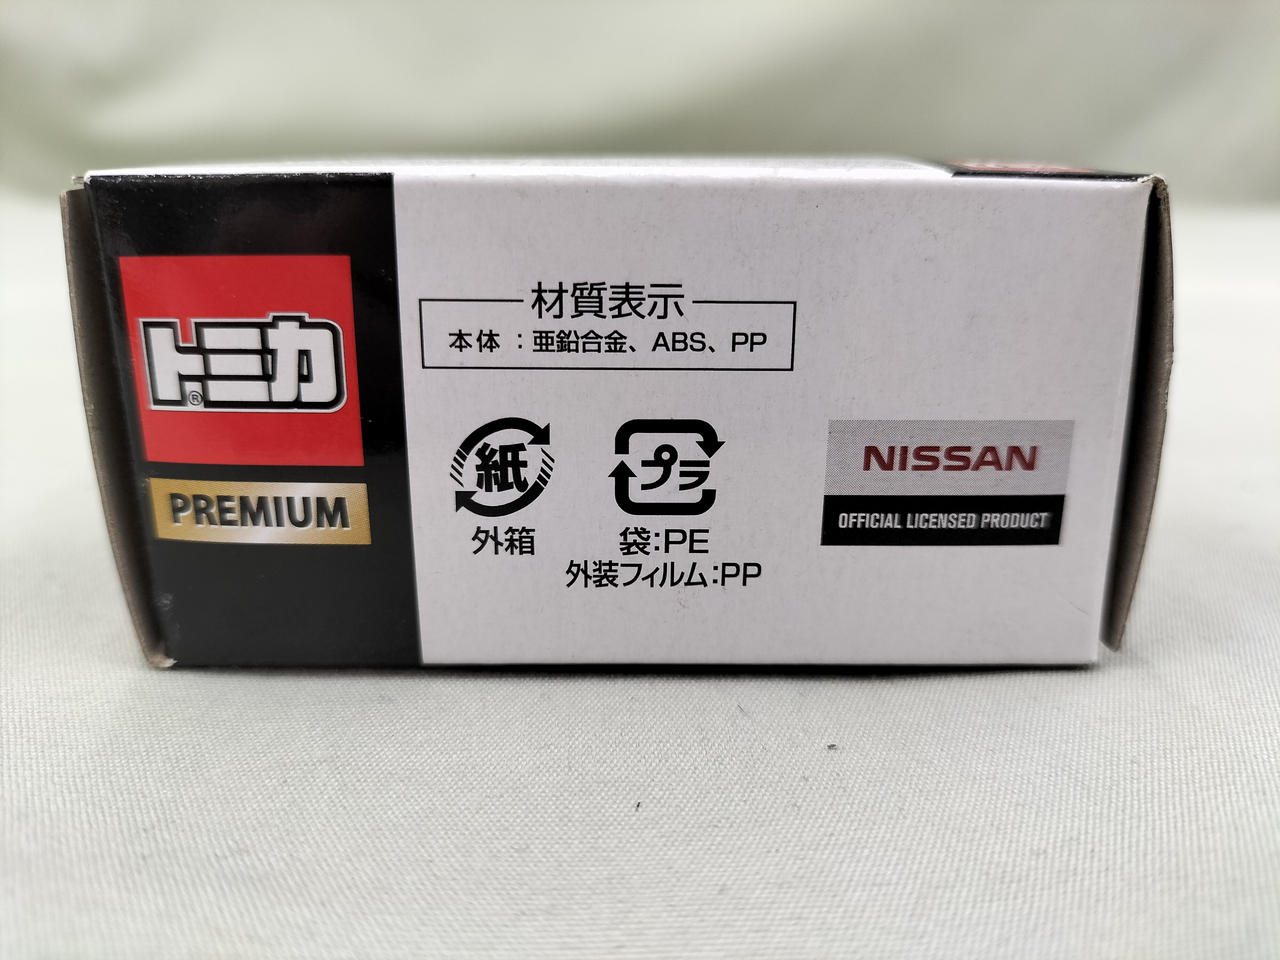 トミカ®
PREMIUM
材質表示
本体：亜鉛合金、ABS、PP
紙
外箱
プラ
袋:PE
外装フィルム:PP
NISSAN
OFFICIAL LICENSED PRODUCT